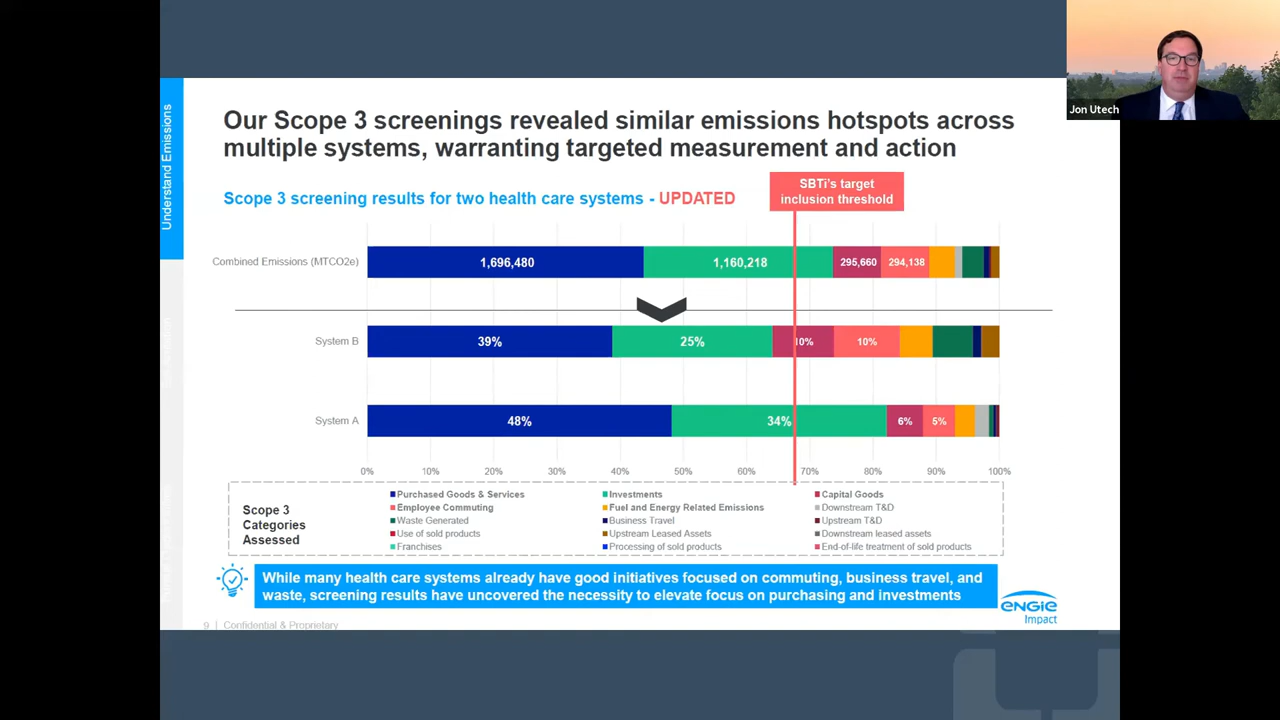 Jon Utech
Understand Emissions
Our Scope 3 screenings revealed similar emissions hotspots across
multiple systems, warranting targeted measurement and action
Scope 3 screening results for two health care systems - UPDATED
SBTi's target
inclusion threshold
Combined Emissions (MTCO2e)
1,696,480
1,160,218
295,660
294,138
System B
39%
25%
10%
10%
System A
48%
34%
6%
5%
0% 10% 20% 30% 40% 50% 60% 70% 80% 90% 100%
Scope 3
Categories
Assessed
Purchased Goods & Services
Investments
Capital Goods
Employee Commuting
Fuel and Energy Related Emissions
Downstream T&D
Waste Generated
Business Travel
Upstream T&D
Use of sold products
Upstream Leased Assets
Downstream leased assets
Franchises
Processing of sold products
End-of-life treatment of sold products
While many health care systems already have good initiatives focused on commuting, business travel, and
waste, screening results have uncovered the necessity to elevate focus on purchasing and investments
ENGIE
Impact
9 | Confidential & Proprietary